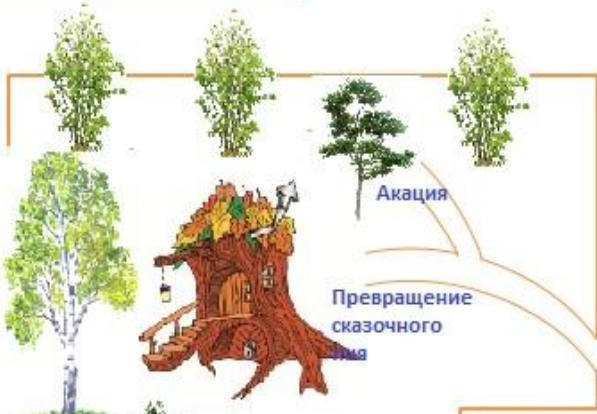 Акация
Превращение
сказочного